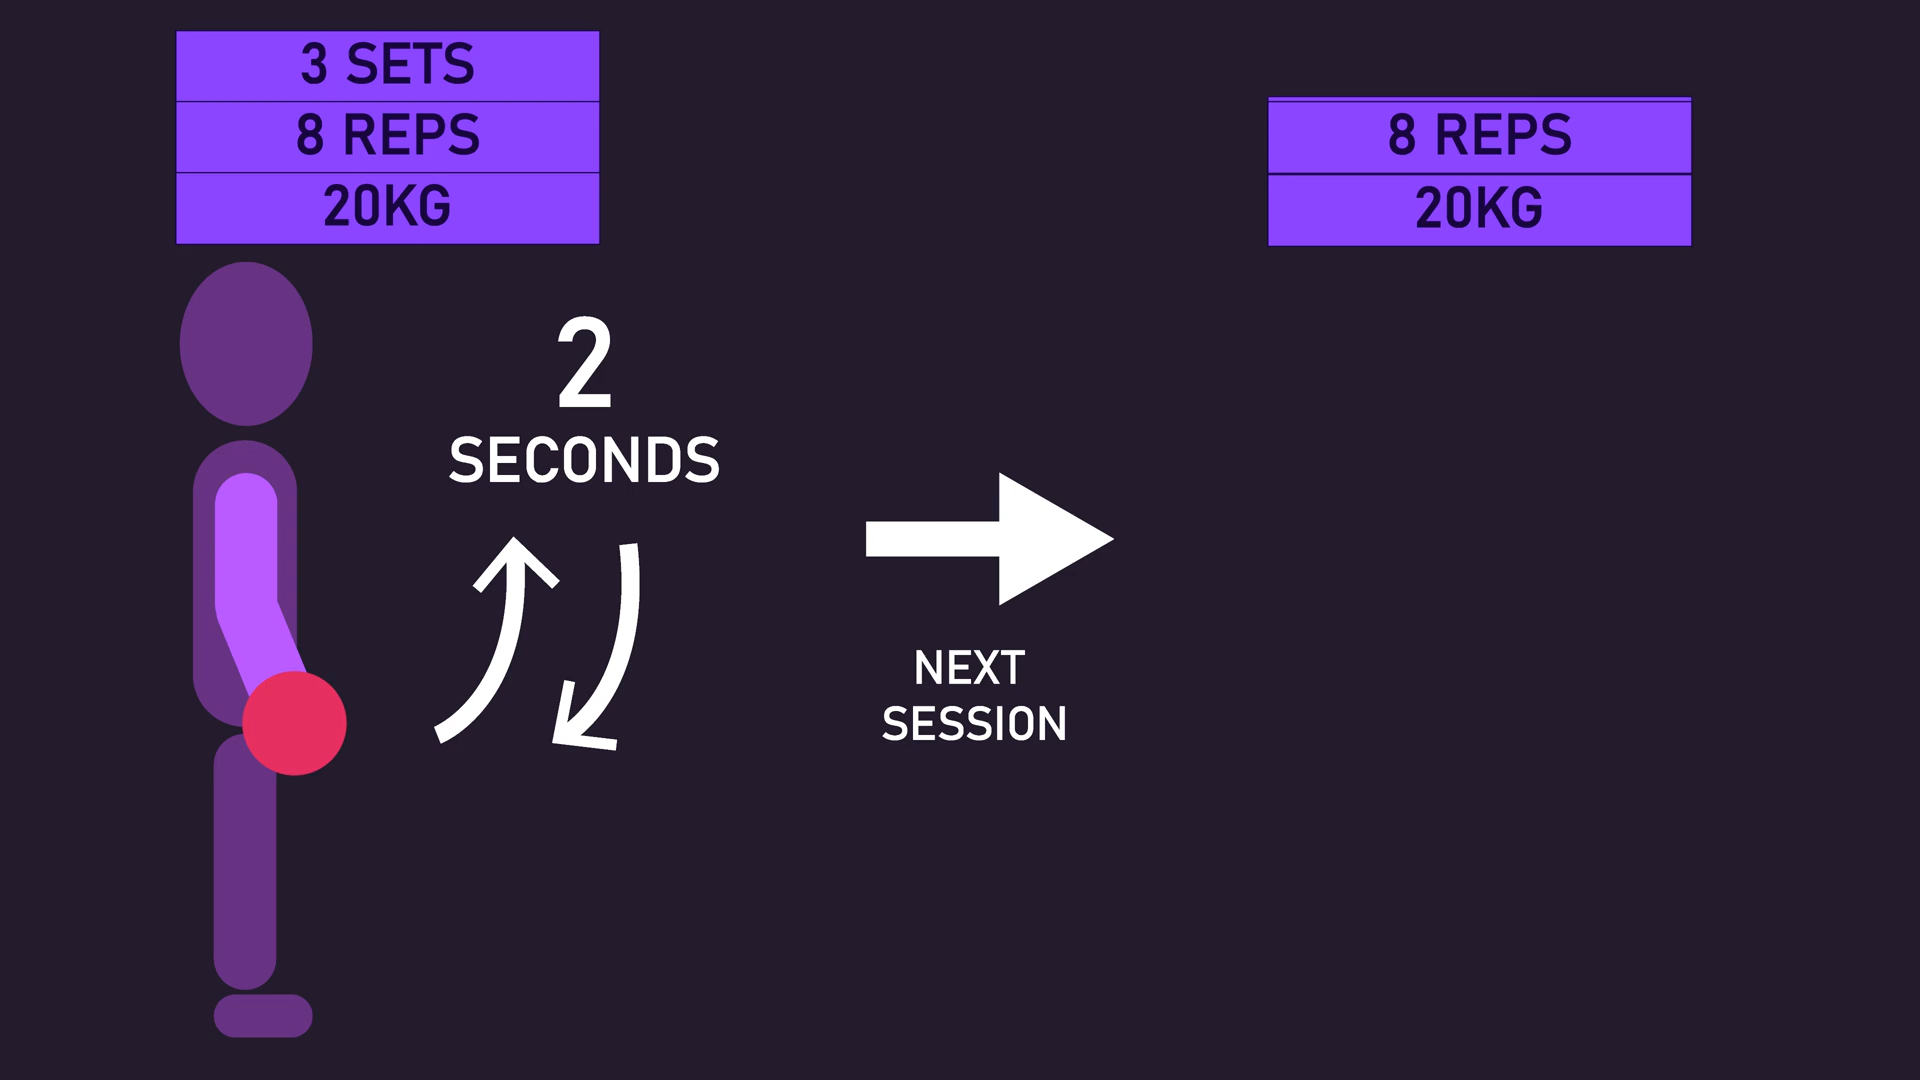 3 SETS
8 REPS
20KG
2
SECONDS
NEXT
SESSION
8 REPS
20KG